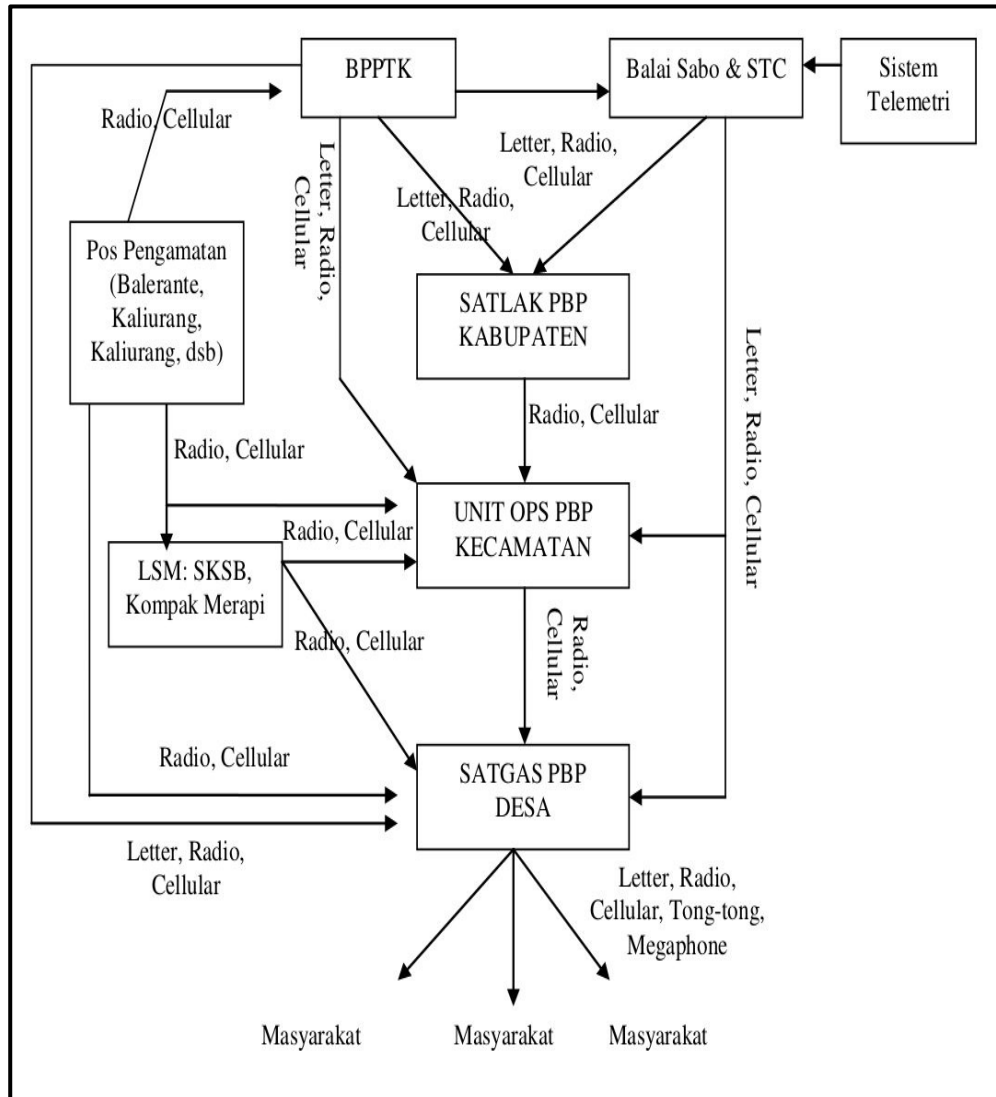 BPPTK
Balai Sabo & STC
Sistem
Telemetri
Radio, Cellular
Letter, Radio,
Cellular
Letter, Radio,
Cellular
Letter, Radio,
Cellular
Pos Pengamatan
(Balerante,
Kaliurang,
Kaliurang, dsb)
SATLAK PBP
KABUPATEN
Letter, Radio, Cellular
Radio, Cellular
Radio, Cellular
UNIT OPS PBP
KECAMATAN
Radio, Cellular
LSM: SKSB,
Kompak Merapi
Radio, Cellular
Radio,
Cellular
Radio, Cellular
SATGAS PBP
DESA
Letter, Radio,
Cellular
Letter, Radio,
Cellular, Tong-tong,
Megaphone
Masyarakat
Masyarakat
Masyarakat